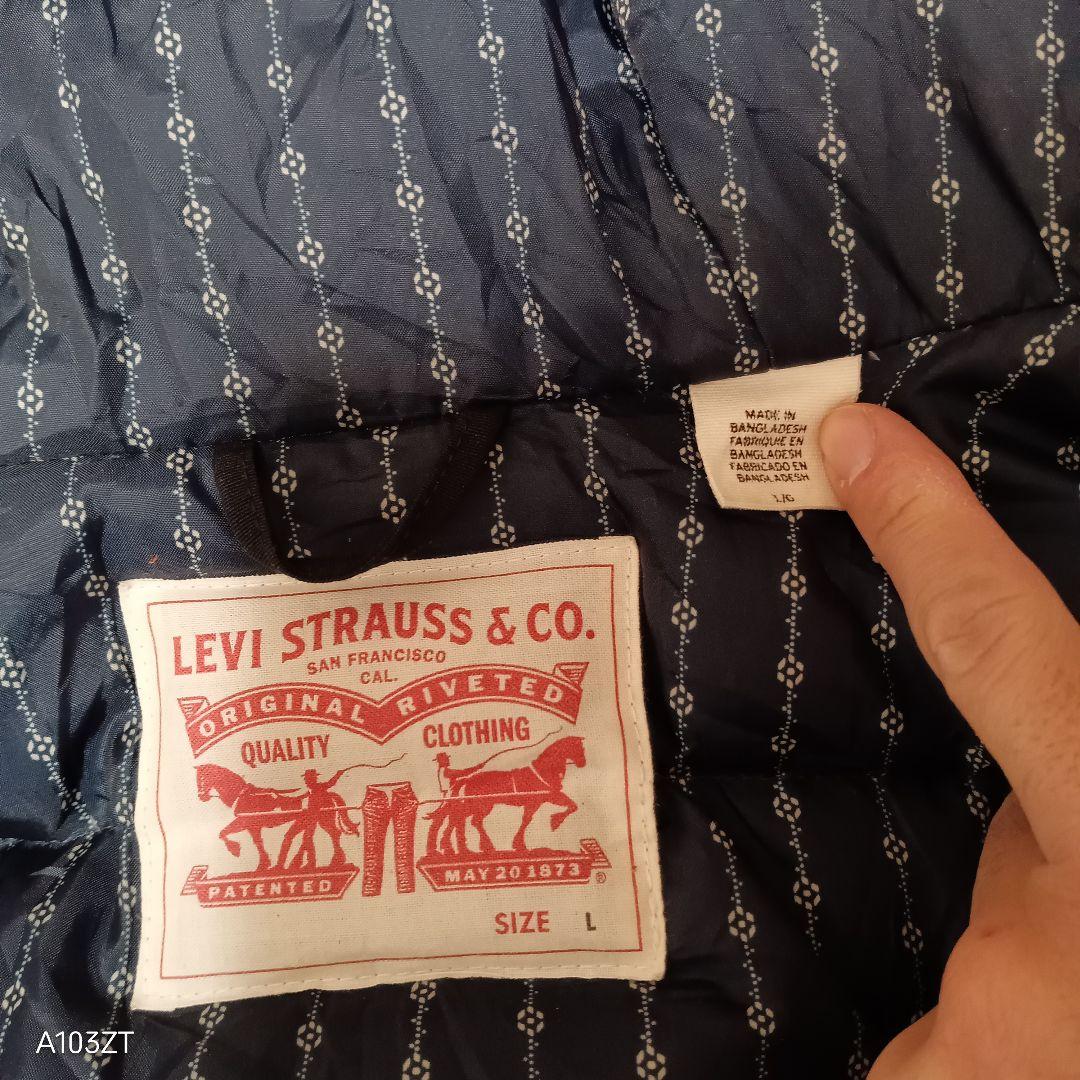 MADE IN
BANGLADESH
FABRIQUE EN
BANGLADESH
FABRICADO EN
BANGLADESH
L/G
LEVI STRAUSS & CO.
SAN FRANCISCO
CAL.
ORIGINAL RIVETED
QUALITY CLOTHING
PATENTED MAY 20 1873 ®
SIZE L
A103ZT